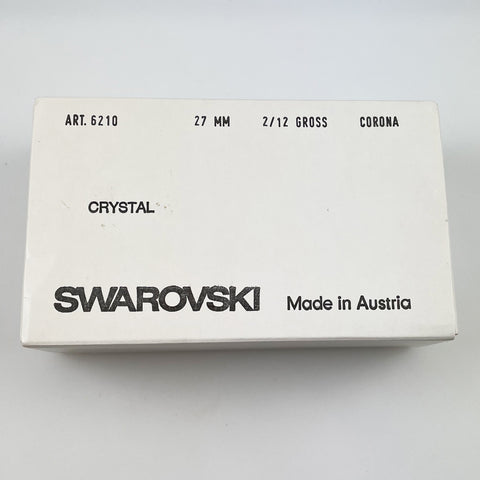 ART. 6210 27 MM 2/12 GROSS CORONA
CRYSTAL
SWAROVSKI Made in Austria